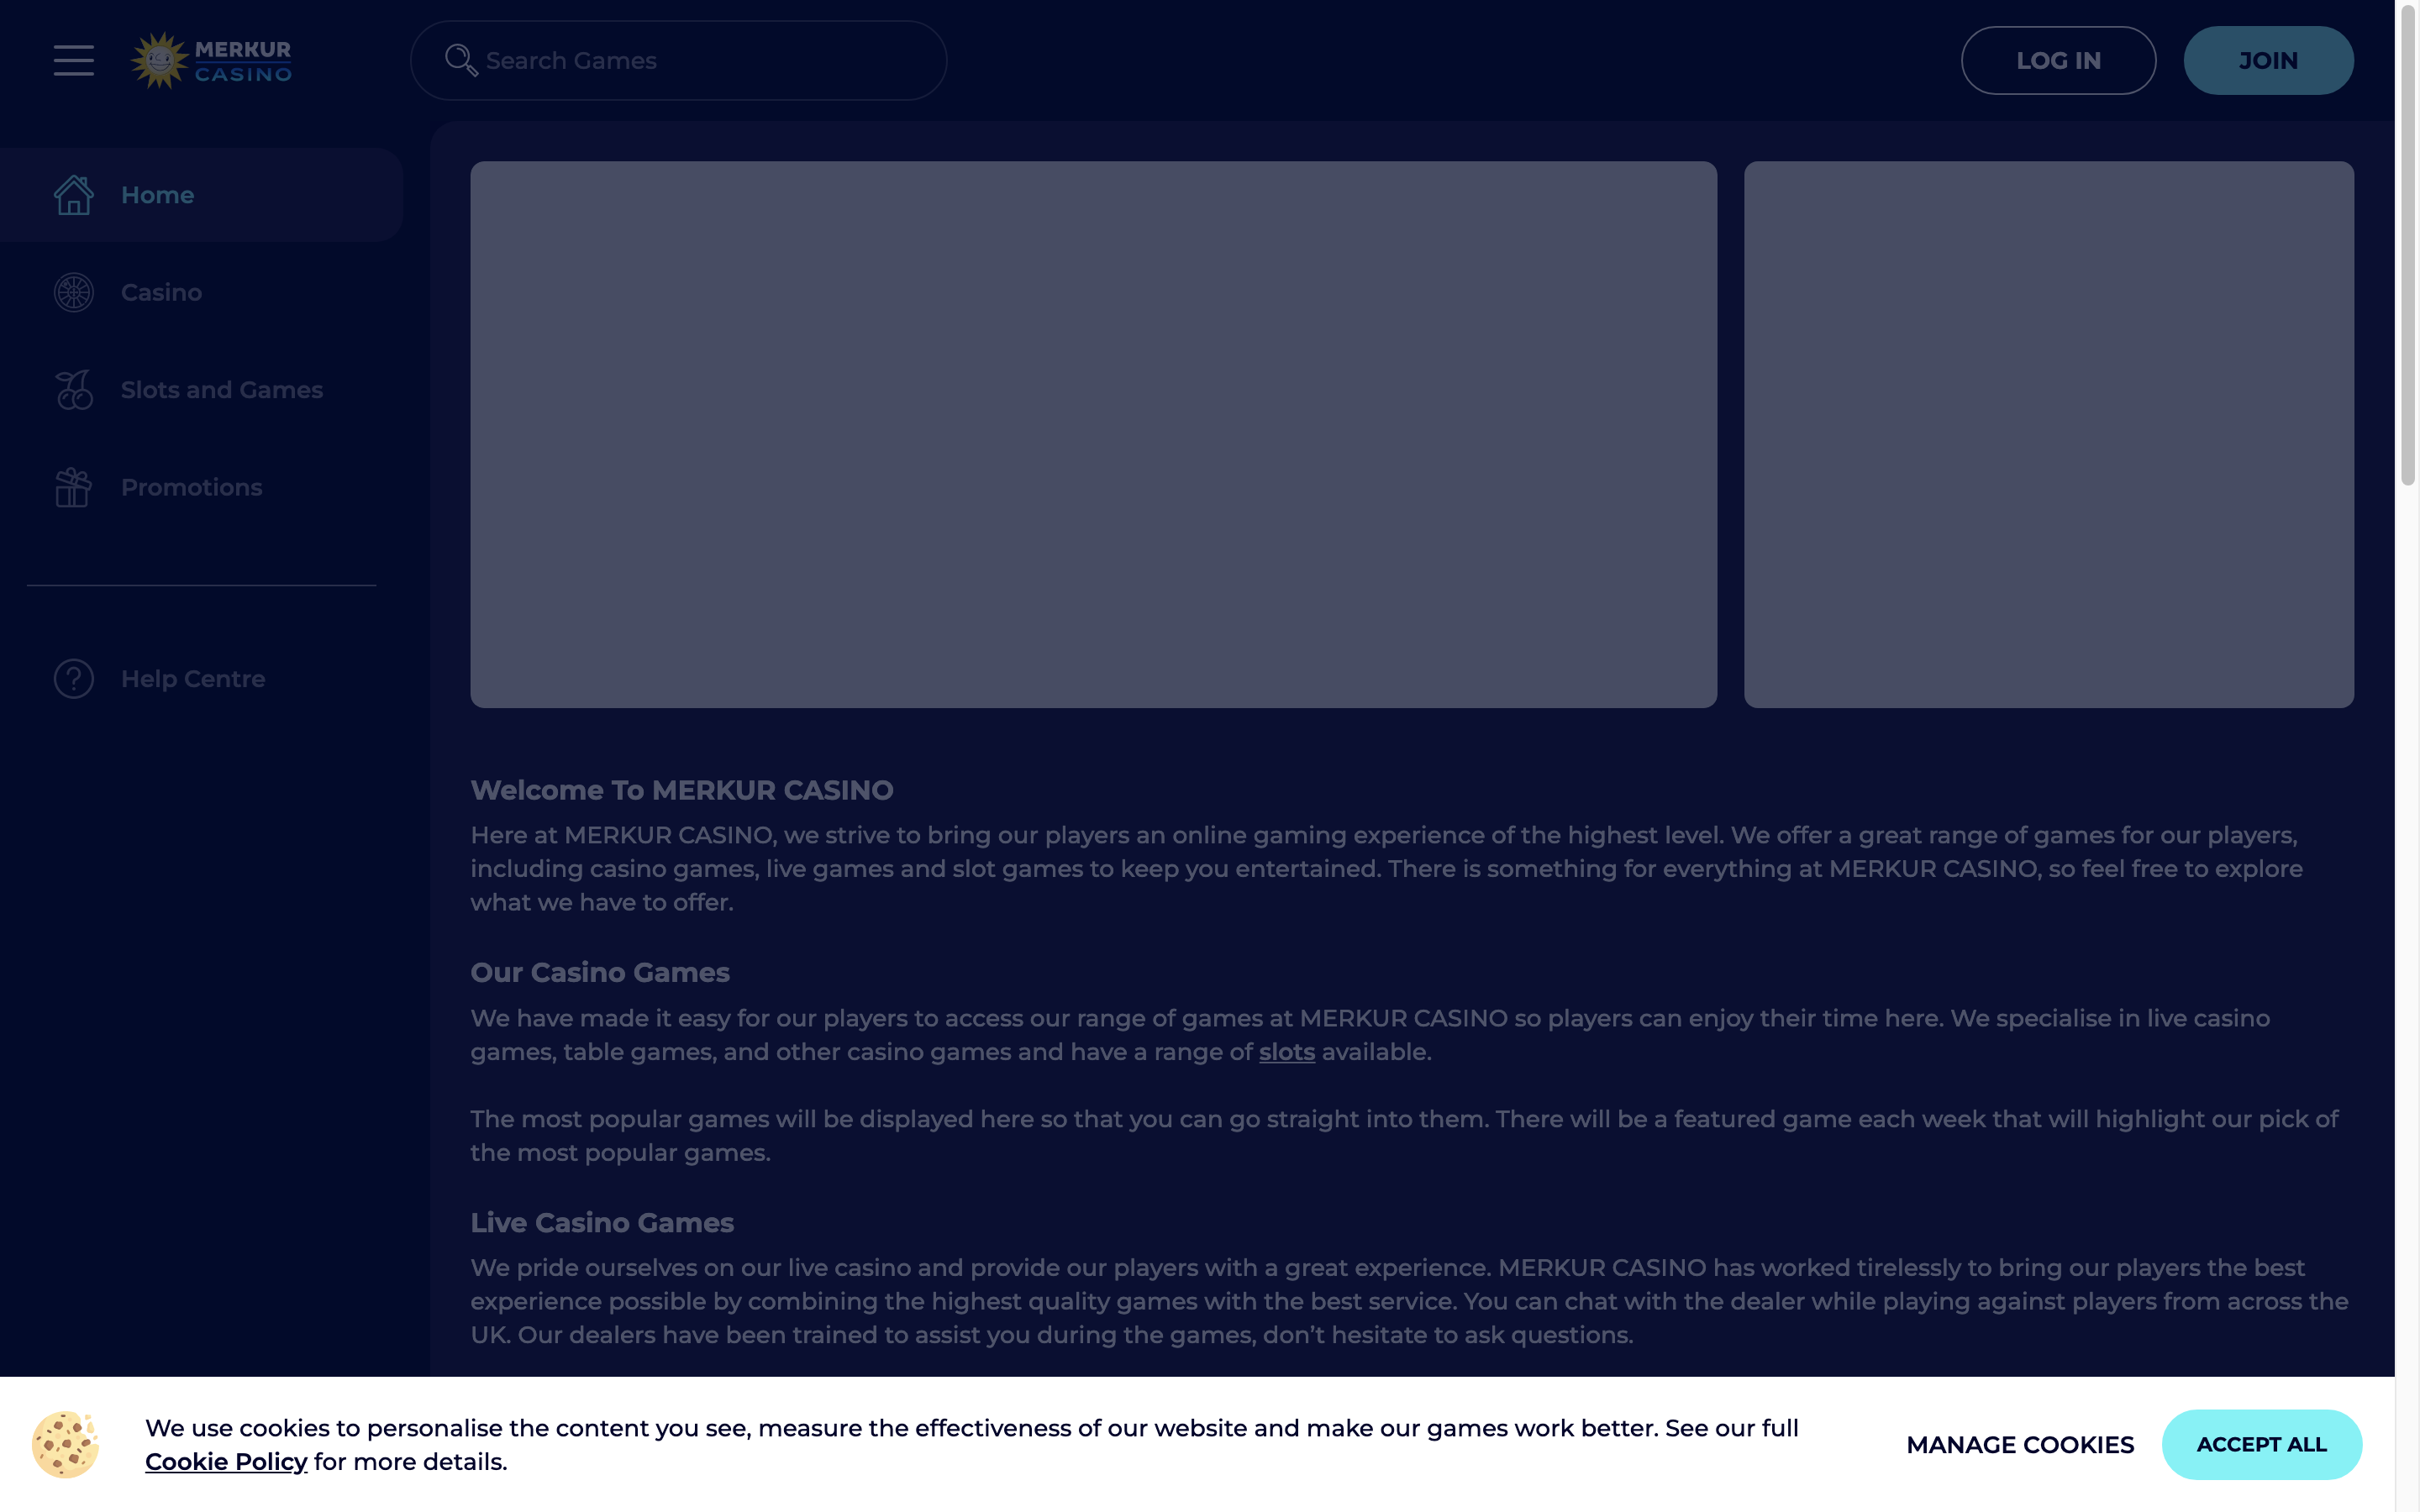 MERKUR
CASINO
Search Games
LOG IN
JOIN
Home
Casino
Slots and Games
Promotions
Help Centre
Welcome To MERKUR CASINO
Here at MERKUR CASINO, we strive to bring our players an online gaming experience of the highest level. We offer a great range of games for our players,
including casino games, live games and slot games to keep you entertained. There is something for everything at MERKUR CASINO, so feel free to explore
what we have to offer.
Our Casino Games
We have made it easy for our players to access our range of games at MERKUR CASINO so players can enjoy their time here. We specialise in live casino
games, table games, and other casino games and have a range of slots available.
The most popular games will be displayed here so that you can go straight into them. There will be a featured game each week that will highlight our pick of
the most popular games.
Live Casino Games
We pride ourselves on our live casino and provide our players with a great experience. MERKUR CASINO has worked tirelessly to bring our players the best
experience possible by combining the highest quality games with the best service. You can chat with the dealer while playing against players from across the
UK. Our dealers have been trained to assist you during the games, don’t hesitate to ask questions.
We use cookies to personalise the content you see, measure the effectiveness of our website and make our games work better. See our full
Cookie Policy for more details.
MANAGE COOKIES
ACCEPT ALL